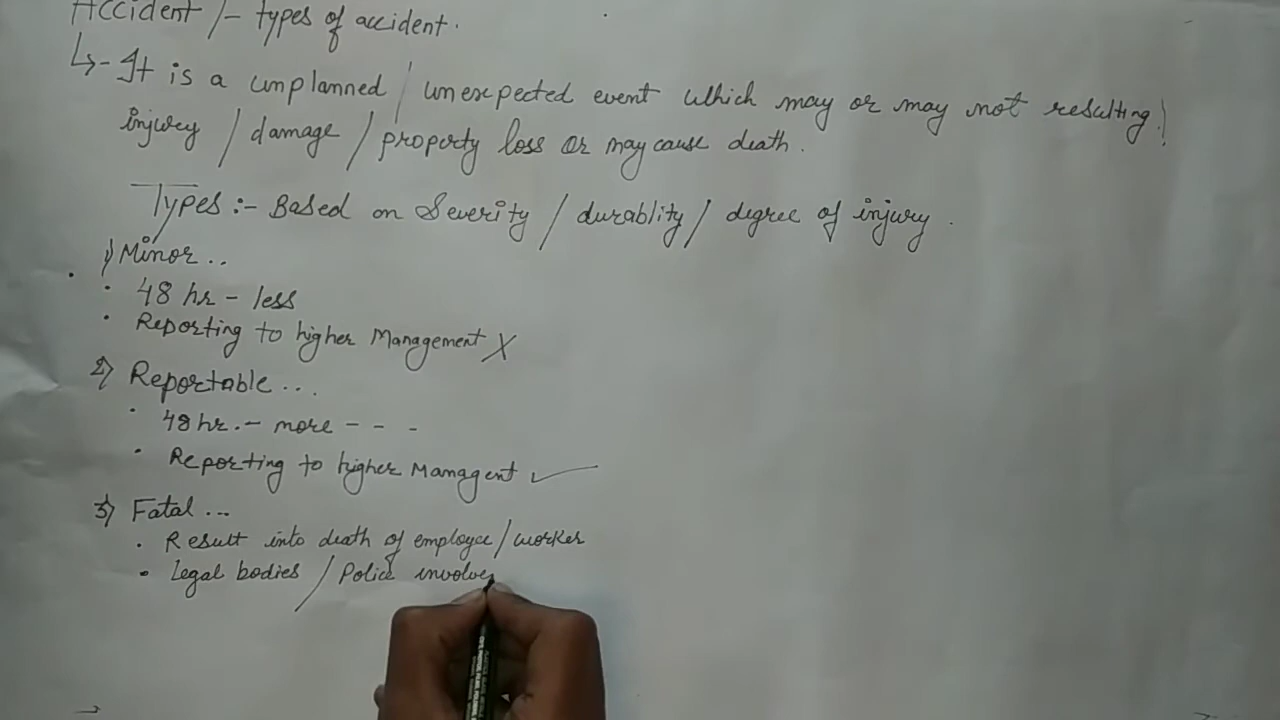 Accident /- types of accident.
↳- It is a unplanned / unexpected event which may or may not resulting /
injury / damage / property loss or may cause death.
Types :- Based on Severity / durablity / degree of injury.
1) Minor..
• 48 hr - less
• Reporting to higher Management X
2) Reportable...
• 48 hr. - more - - -
• Reporting to higher Managent ✓
3) Fatal...
• Result into death of employee/worker
• Legal bodies / Police involves